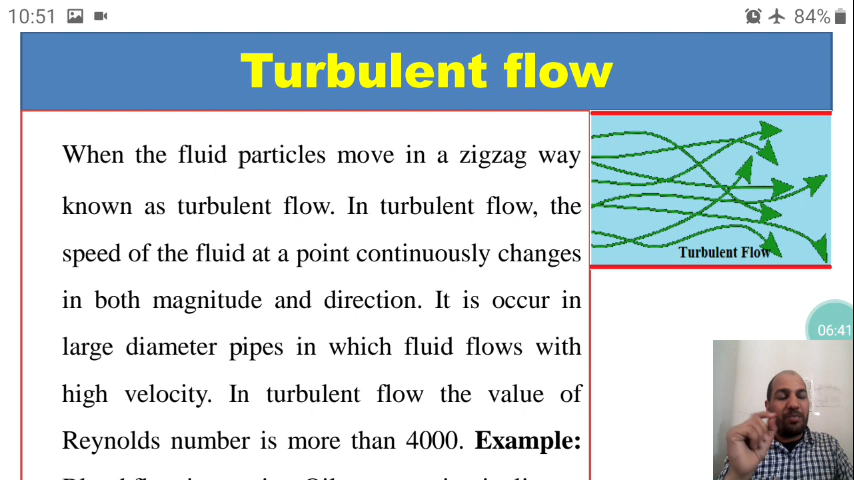 10:51
84%
Turbulent flow
When the fluid particles move in a zigzag way
known as turbulent flow. In turbulent flow, the
speed of the fluid at a point continuously changes
in both magnitude and direction. It is occur in
large diameter pipes in which fluid flows with
high velocity. In turbulent flow the value of
Reynolds number is more than 4000. Example:
Turbulent Flow
06:41